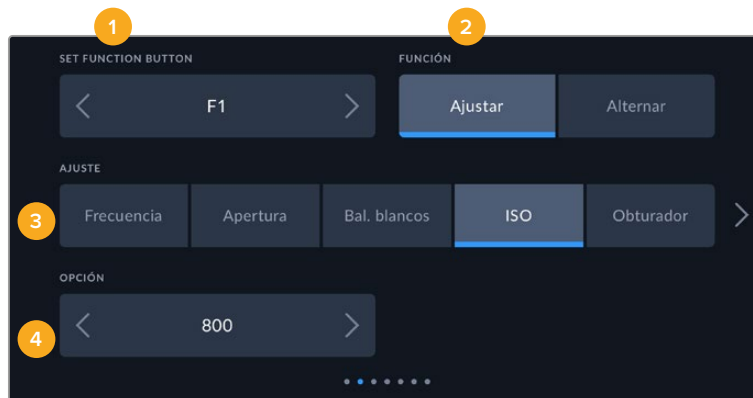 1 2
SET FUNCTION BUTTON FUNCIÓN
F1 Ajustar Alternar
AJUSTE
3 Frecuencia Apertura Bal. blancos ISO Obturador
OPCIÓN
4 800